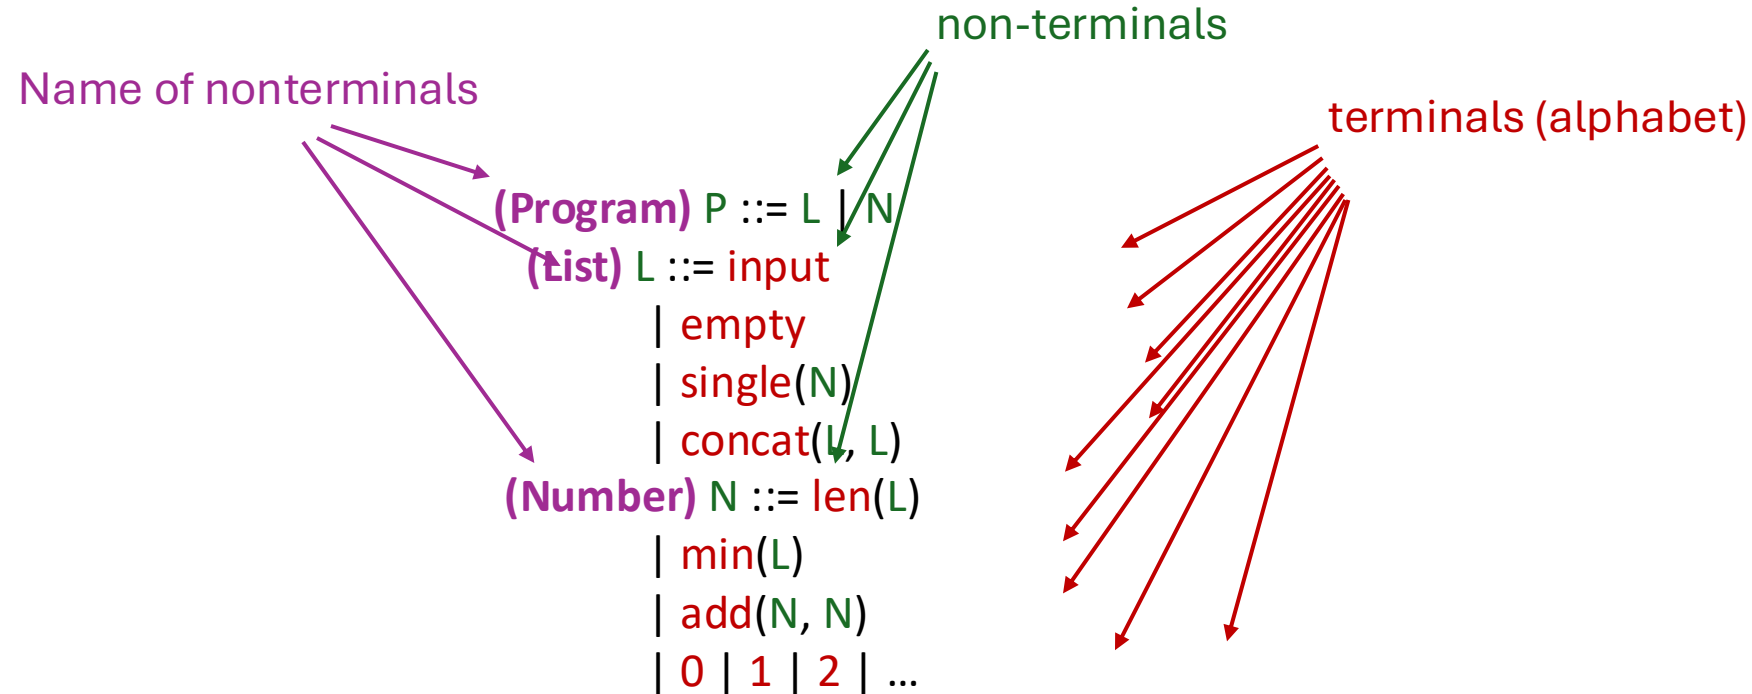 non-terminals
Name of nonterminals
terminals (alphabet)
(Program) P ::= L | N
(List) L ::= input
| empty
| single(N)
| concat(L, L)
(Number) N ::= len(L)
| min(L)
| add(N, N)
| 0 | 1 | 2 | ...